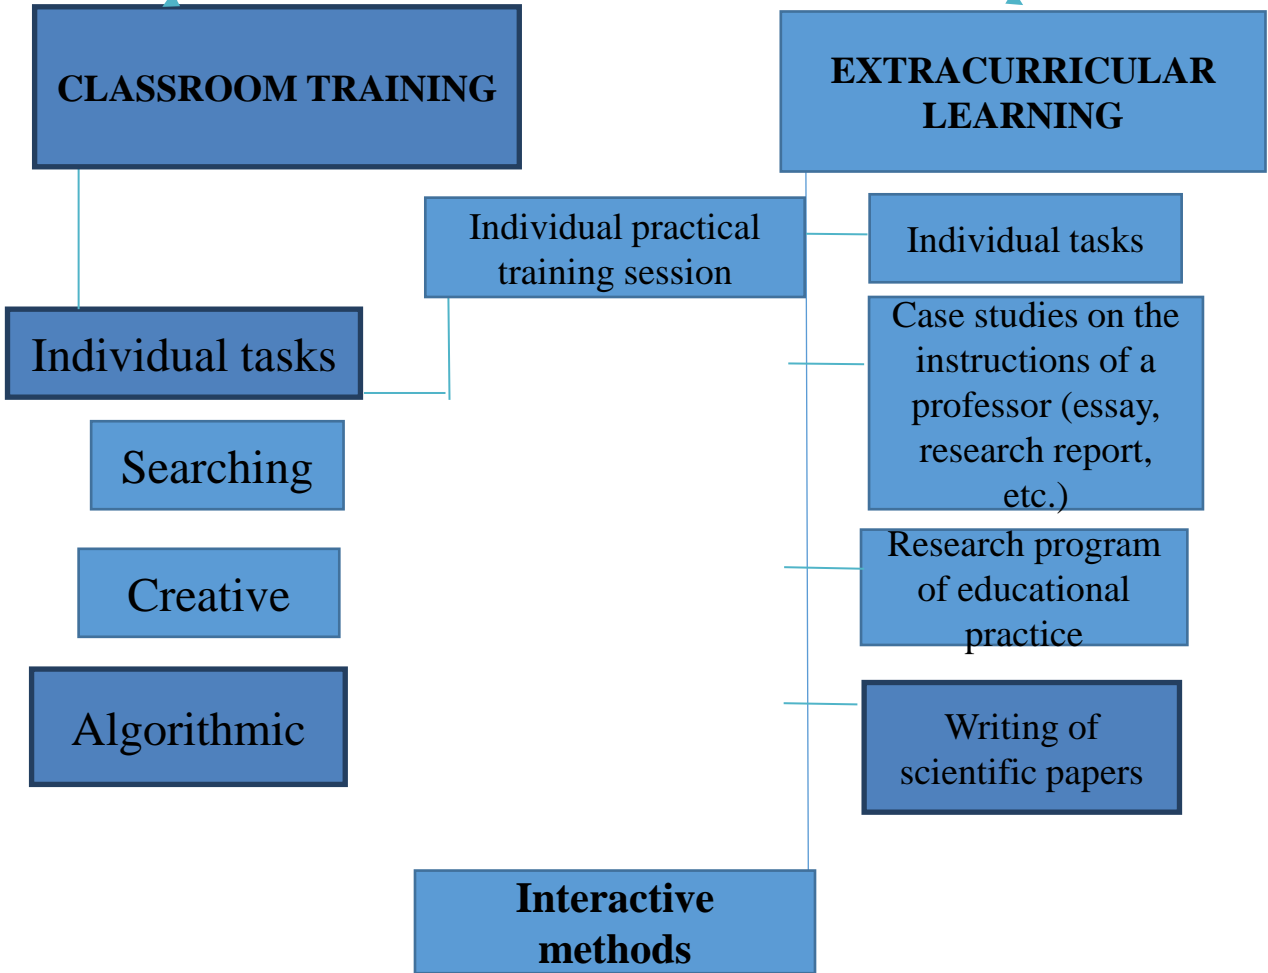 CLASSROOM TRAINING
EXTRACURRICULAR
LEARNING
Individual practical
training session
Individual tasks
Individual tasks
Case studies on the
instructions of a
professor (essay,
research report,
etc.)
Searching
Research program
of educational
practice
Creative
Algorithmic
Writing of
scientific papers
Interactive
methods